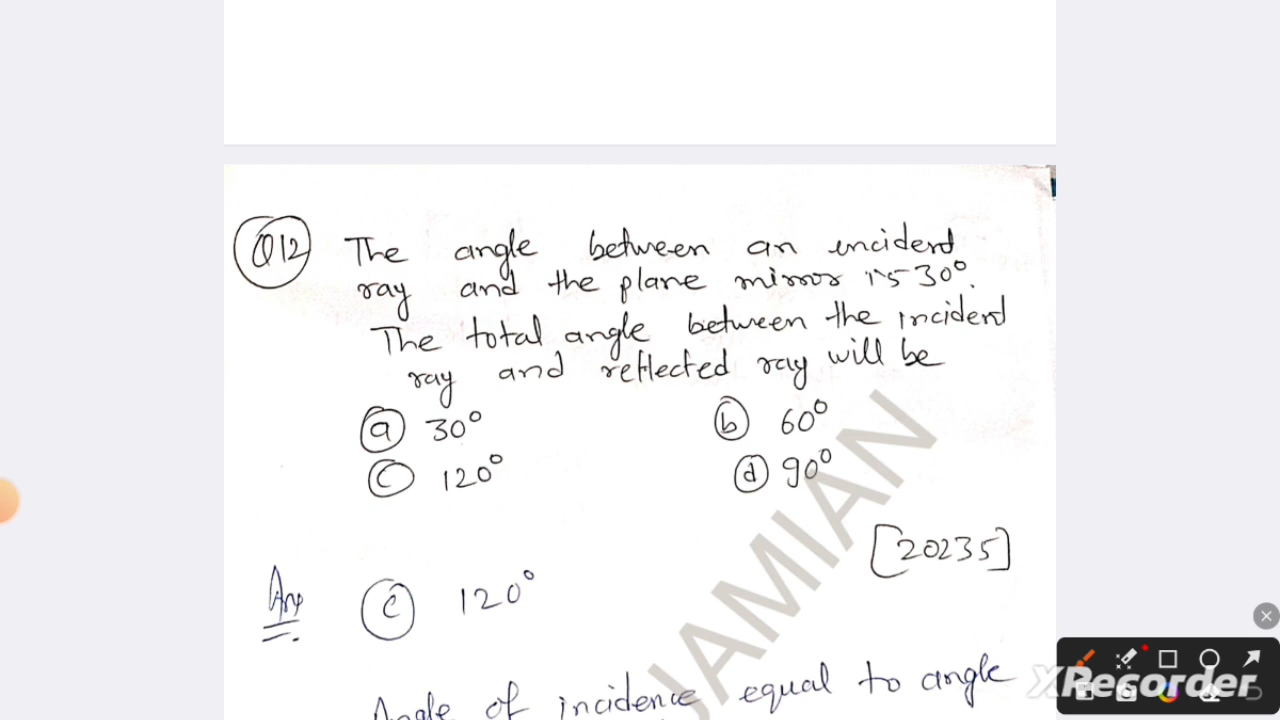 Q12 The angle between an incident
ray and the plane mirror is 30°.
The total angle between the incident
ray and reflected ray will be
(a) 30° (b) 60°
(c) 120° (d) 90°
[20235]
Ans (c) 120°
Angle of incidence equal to angle
JAMIAN
XRecorder